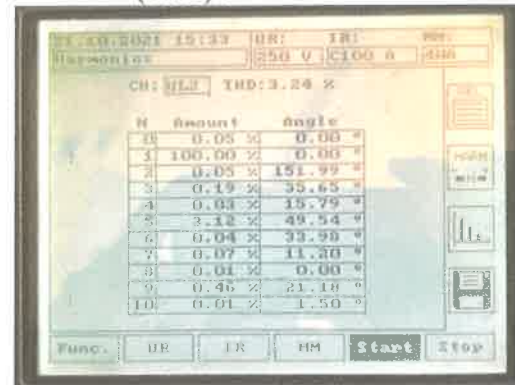 21.10.2021 15:33 UR: IR: MM:
Harmonics 250 V C100 A
CH: UL2 THD:3.24 %
N Amount Angle
0 0.05 % 0.00 °
1 100.00 % 0.00 °
2 0.05 % 151.99 °
3 0.19 % 35.65 °
4 0.03 % 15.79 °
5 3.12 % 49.54 °
6 0.04 % 33.98 °
7 0.07 % 11.20 °
8 0.01 % 0.00 °
9 0.46 % 21.18 °
10 0.01 % 1.50 °
HARM
Func. UR IR MM Start Stop